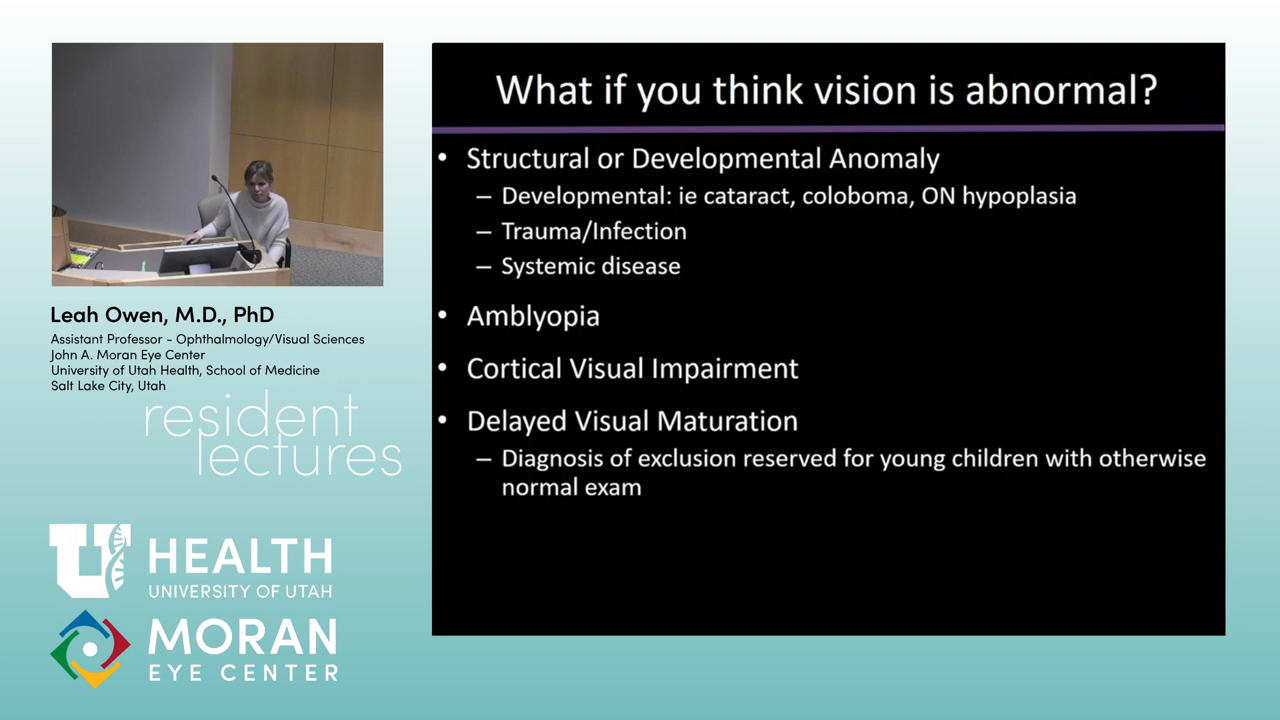 What if you think vision is abnormal?
• Structural or Developmental Anomaly
– Developmental: ie cataract, coloboma, ON hypoplasia
– Trauma/Infection
– Systemic disease
• Amblyopia
• Cortical Visual Impairment
• Delayed Visual Maturation
– Diagnosis of exclusion reserved for young children with otherwise
normal exam
Leah Owen, M.D., PhD
Assistant Professor - Ophthalmology/Visual Sciences
John A. Moran Eye Center
University of Utah Health, School of Medicine
Salt Lake City, Utah
resident
lectures
U HEALTH
UNIVERSITY OF UTAH
MORAN
EYE CENTER